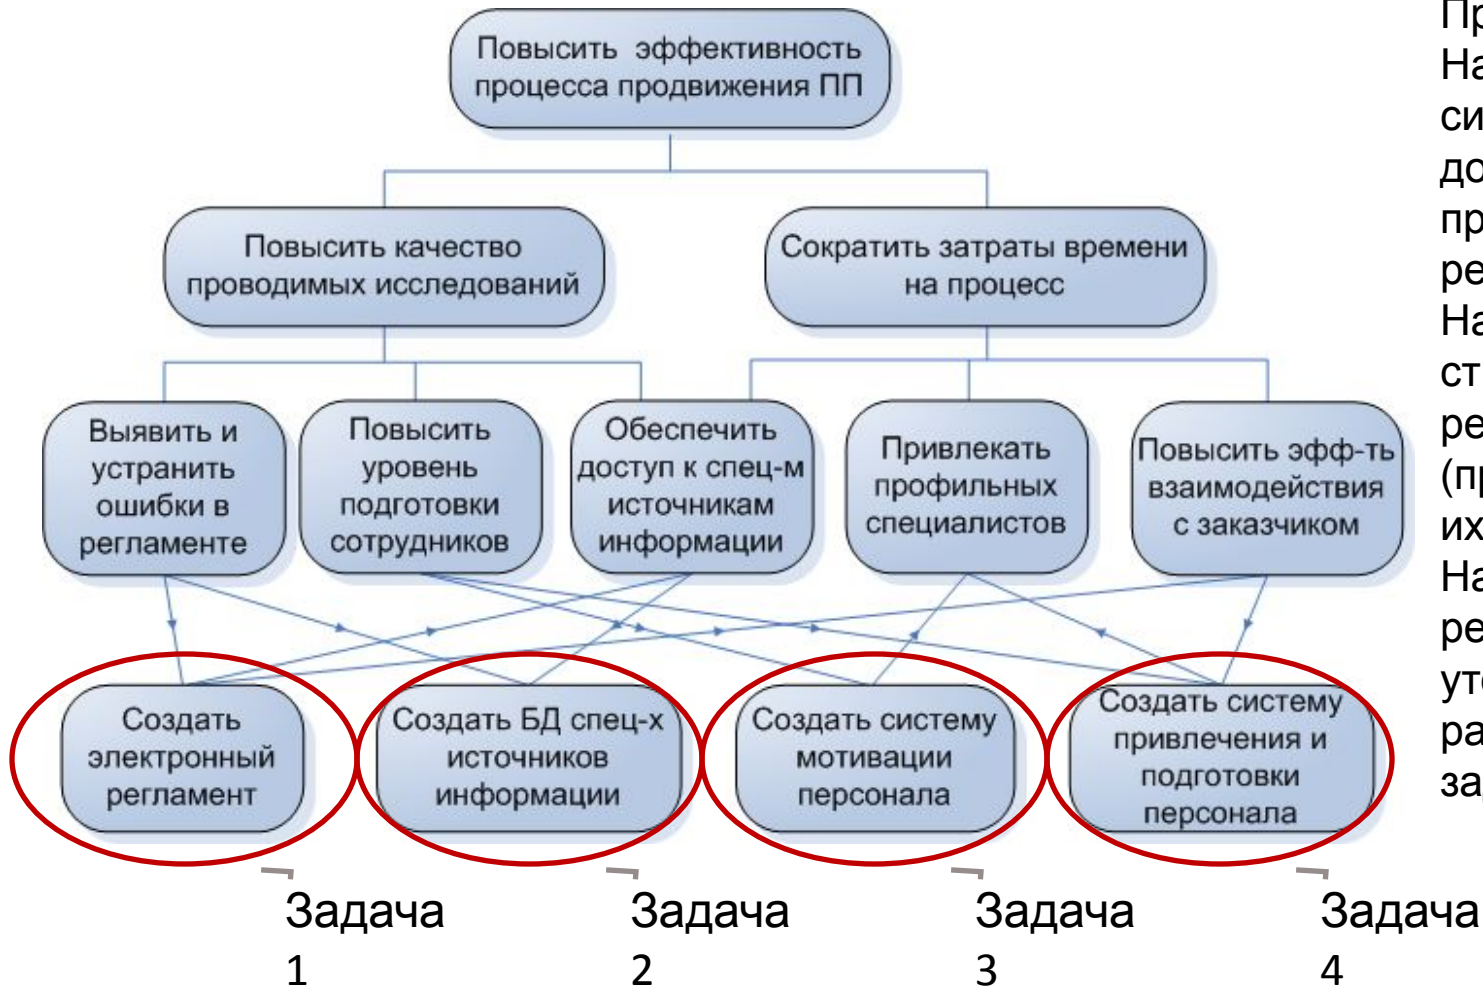 Повысить эффективность
процесса продвижения ПП
Повысить качество
проводимых исследований
Сократить затраты времени
на процесс
Выявить и
устранить
ошибки в
регламенте
Повысить
уровень
подготовки
сотрудников
Обеспечить
доступ к спец-м
источникам
информации
Привлекать
профильных
специалистов
Повысить эфф-ть
взаимодействия
с заказчиком
Создать
электронный
регламент
Создать БД спец-х
источников
информации
Создать систему
мотивации
персонала
Создать систему
привлечения и
подготовки
персонала
Задача
1
Задача
2
Задача
3
Задача
4